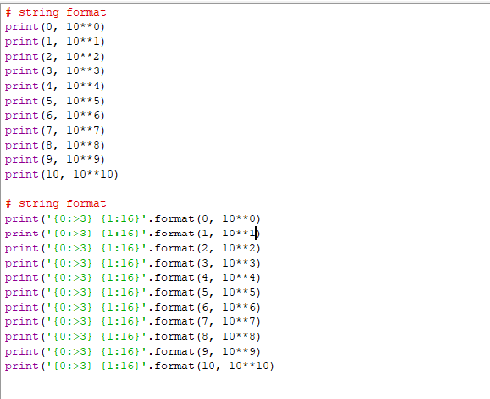 # string format
print(0, 10**0)
print(1, 10**1)
print(2, 10**2)
print(3, 10**3)
print(4, 10**4)
print(5, 10**5)
print(6, 10**6)
print(7, 10**7)
print(8, 10**8)
print(9, 10**9)
print(10, 10**10)
# string format
print('{0:>3} {1:16}'.format(0, 10**0)
print('{0:>3} {1:16}'.format(1, 10**1)
print('{0:>3} {1:16}'.format(2, 10**2)
print('{0:>3} {1:16}'.format(3, 10**3)
print('{0:>3} {1:16}'.format(4, 10**4)
print('{0:>3} {1:16}'.format(5, 10**5)
print('{0:>3} {1:16}'.format(6, 10**6)
print('{0:>3} {1:16}'.format(7, 10**7)
print('{0:>3} {1:16}'.format(8, 10**8)
print('{0:>3} {1:16}'.format(9, 10**9)
print('{0:>3} {1:16}'.format(10, 10**10)